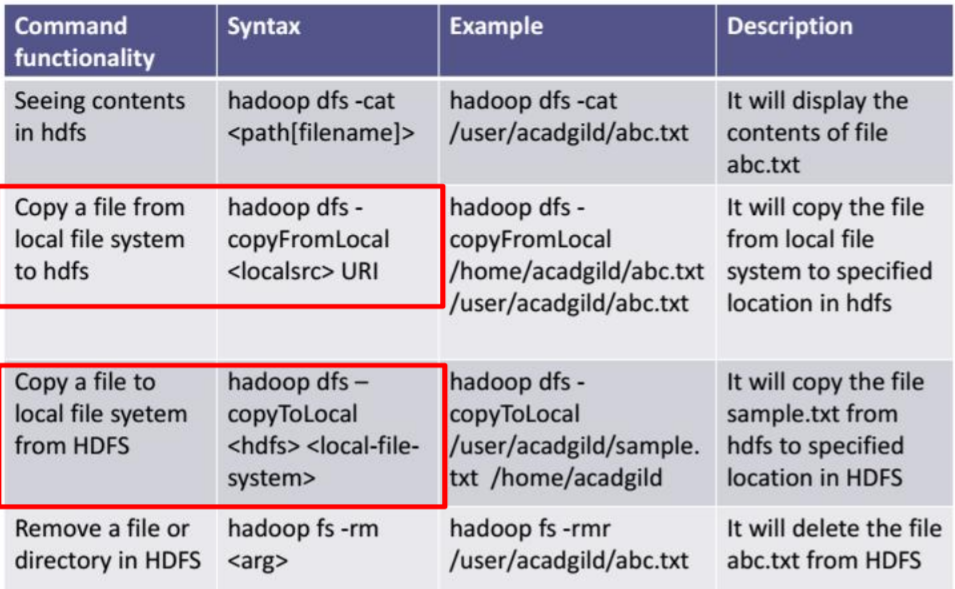 Command
functionality
Syntax
Example
Description
Seeing contents
in hdfs
hadoop dfs -cat
<path[filename]>
hadoop dfs -cat
/user/acadgild/abc.txt
It will display the
contents of file
abc.txt
Copy a file from
local file system
to hdfs
hadoop dfs -
copyFromLocal
<localsrc> URI
hadoop dfs -
copyFromLocal
/home/acadgild/abc.txt
/user/acadgild/abc.txt
It will copy the file
from local file
system to specified
location in hdfs
Copy a file to
local file syetem
from HDFS
hadoop dfs –
copyToLocal
<hdfs> <local-file-
system>
hadoop dfs -
copyToLocal
/user/acadgild/sample.
txt /home/acadgild
It will copy the file
sample.txt from
hdfs to specified
location in HDFS
Remove a file or
directory in HDFS
hadoop fs -rm
<arg>
hadoop fs -rmr
/user/acadgild/abc.txt
It will delete the file
abc.txt from HDFS